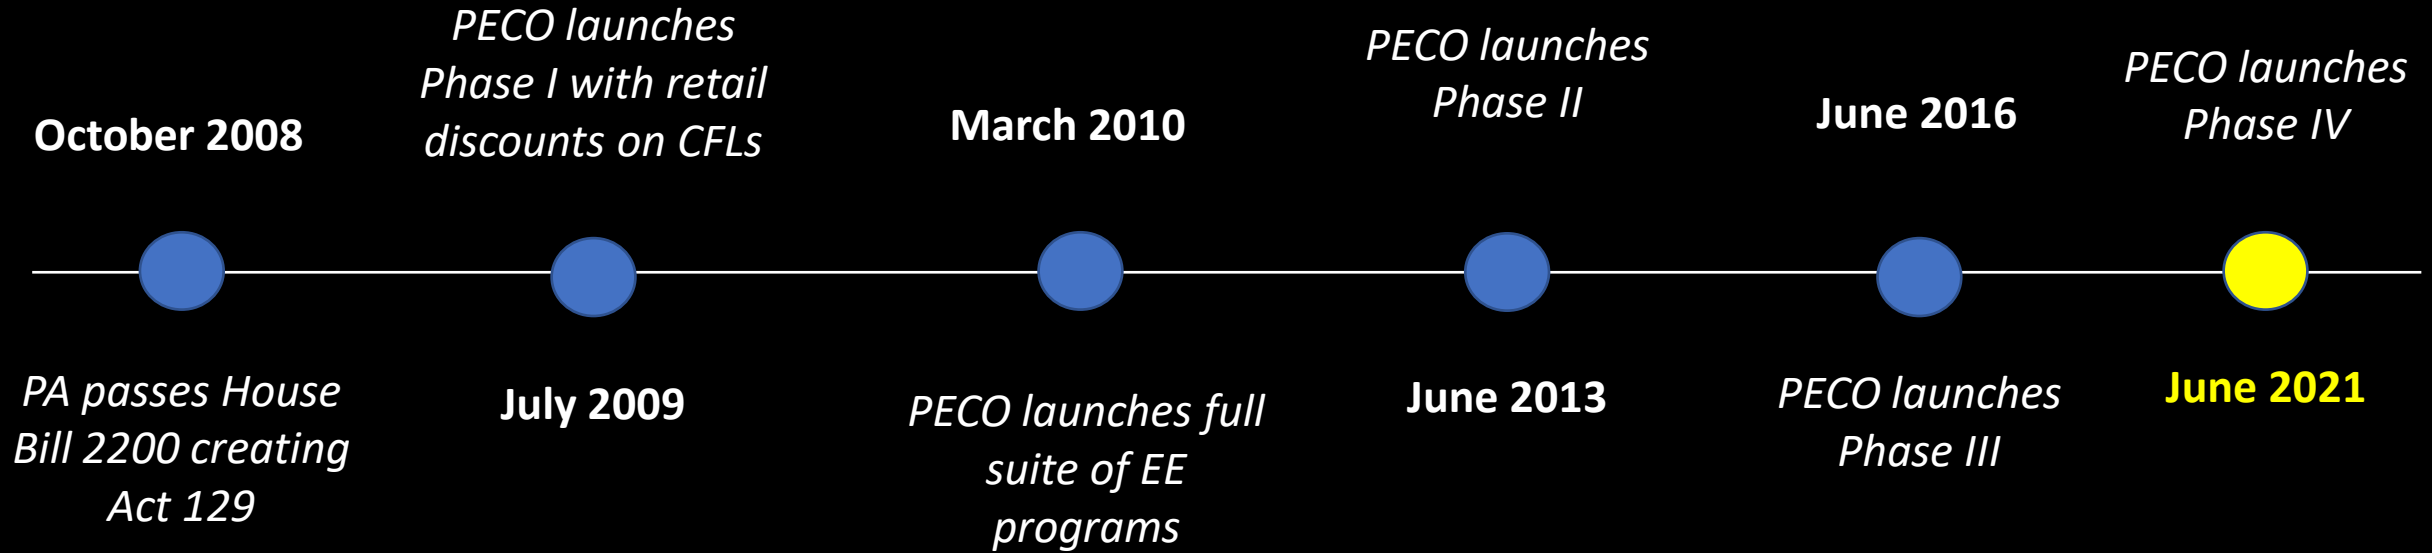 October 2008
PA passes House
Bill 2200 creating
Act 129
PECO launches
Phase I with retail
discounts on CFLs
July 2009
March 2010
PECO launches full
suite of EE
programs
PECO launches
Phase II
June 2013
June 2016
PECO launches
Phase III
PECO launches
Phase IV
June 2021